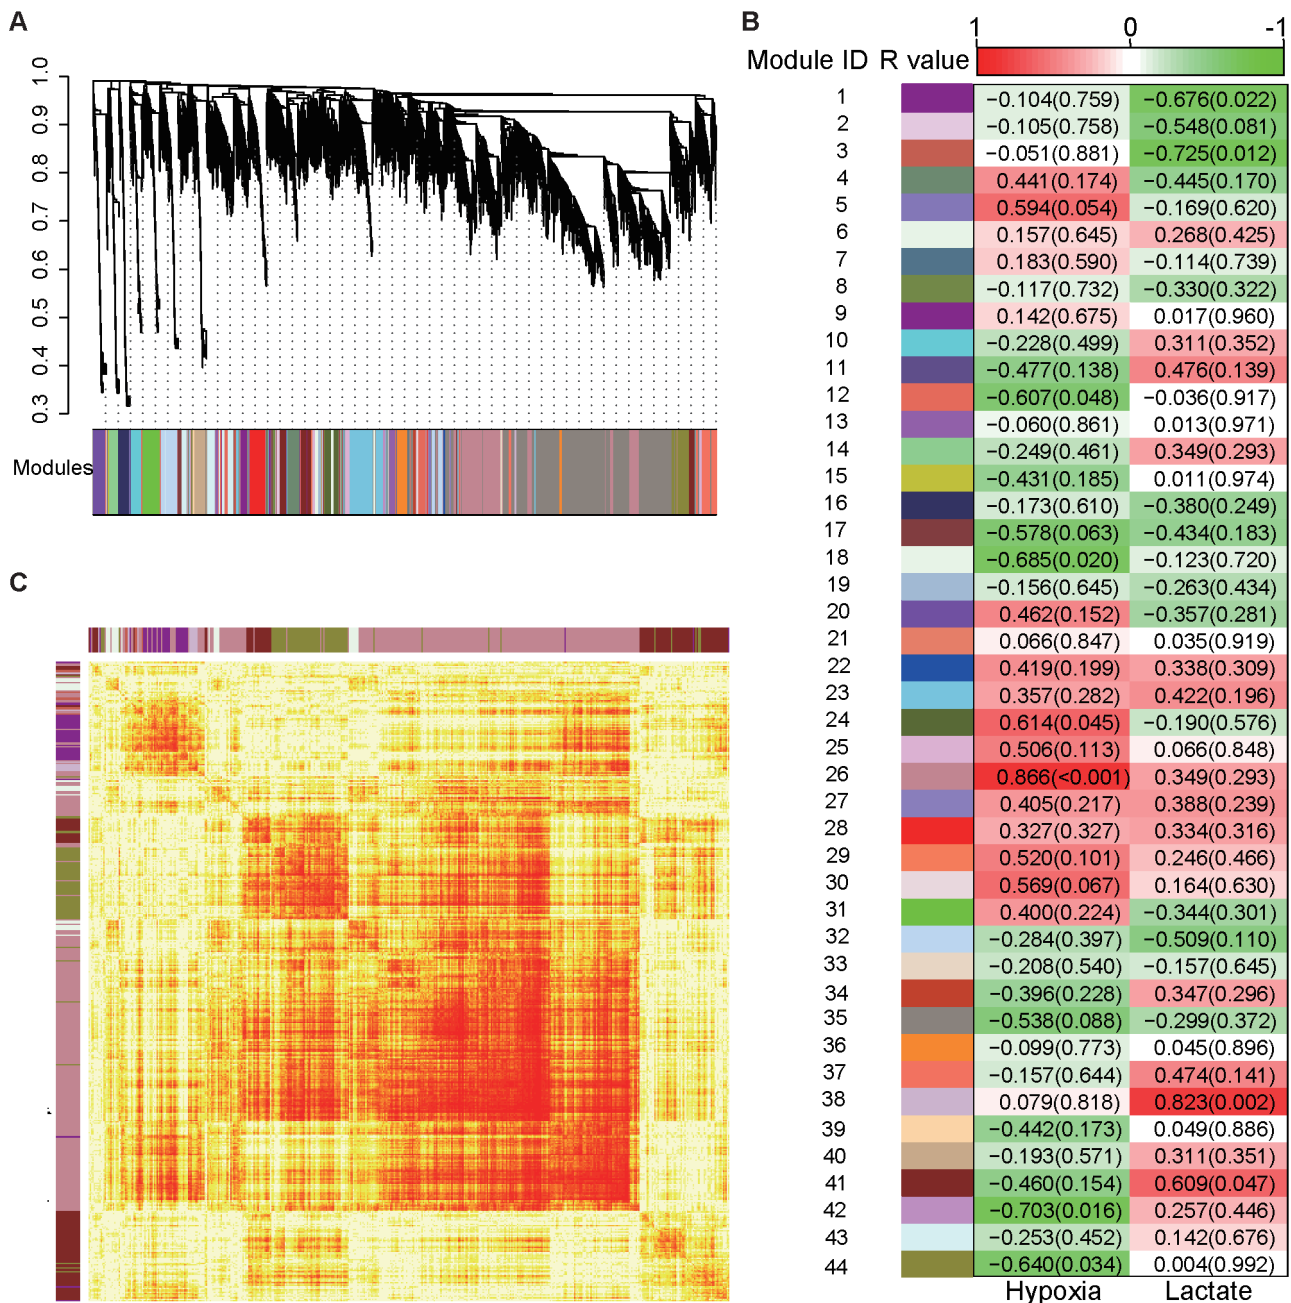 A
1.0
0.9
0.8
0.7
0.6
0.5
0.4
0.3
Modules
B
1 0 -1
Module ID R value
1 −0.104(0.759) −0.676(0.022)
2 −0.105(0.758) −0.548(0.081)
3 −0.051(0.881) −0.725(0.012)
4 0.441(0.174) −0.445(0.170)
5 0.594(0.054) −0.169(0.620)
6 0.157(0.645) 0.268(0.425)
7 0.183(0.590) −0.114(0.739)
8 −0.117(0.732) −0.330(0.322)
9 0.142(0.675) 0.017(0.960)
10 −0.228(0.499) 0.311(0.352)
11 −0.477(0.138) 0.476(0.139)
12 −0.607(0.048) −0.036(0.917)
13 −0.060(0.861) 0.013(0.971)
14 −0.249(0.461) 0.349(0.293)
15 −0.431(0.185) 0.011(0.974)
16 −0.173(0.610) −0.380(0.249)
17 −0.578(0.063) −0.434(0.183)
18 −0.685(0.020) −0.123(0.720)
19 −0.156(0.645) −0.263(0.434)
20 0.462(0.152) −0.357(0.281)
21 0.066(0.847) 0.035(0.919)
22 0.419(0.199) 0.338(0.309)
23 0.357(0.282) 0.422(0.196)
24 0.614(0.045) −0.190(0.576)
25 0.506(0.113) 0.066(0.848)
26 0.866(<0.001) 0.349(0.293)
27 0.405(0.217) 0.388(0.239)
28 0.327(0.327) 0.334(0.316)
29 0.520(0.101) 0.246(0.466)
30 0.569(0.067) 0.164(0.630)
31 0.400(0.224) −0.344(0.301)
32 −0.284(0.397) −0.509(0.110)
33 −0.208(0.540) −0.157(0.645)
34 −0.396(0.228) 0.347(0.296)
35 −0.538(0.088) −0.299(0.372)
36 −0.099(0.773) 0.045(0.896)
37 −0.157(0.644) 0.474(0.141)
38 0.079(0.818) 0.823(0.002)
39 −0.442(0.173) 0.049(0.886)
40 −0.193(0.571) 0.311(0.351)
41 −0.460(0.154) 0.609(0.047)
42 −0.703(0.016) 0.257(0.446)
43 −0.253(0.452) 0.142(0.676)
44 −0.640(0.034) 0.004(0.992)
Hypoxia Lactate
C